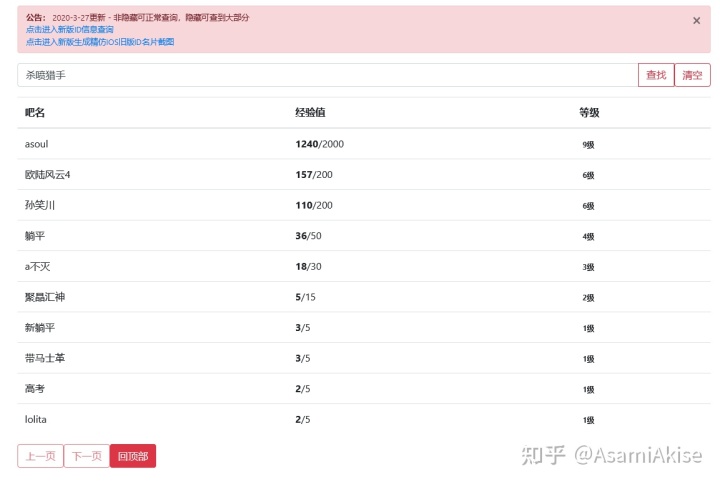 公告： 2020-3-27更新 - 非隐藏可正常查询，隐藏可查到大部分
×
点击进入新版ID信息查询
点击进入新版生成精仿IOS旧版ID名片截图
杀喷猎手 查找 清空
吧名 经验值 等级
asoul 1240/2000 9级
欧陆风云4 157/200 6级
孙笑川 110/200 6级
躺平 36/50 4级
a不灭 18/30 3级
聚晶汇神 5/15 2级
新躺平 3/5 1级
带马士革 3/5 1级
高考 2/5 1级
lolita 2/5 1级
上一页 下一页 回顶部
知乎 @AsamiAkise